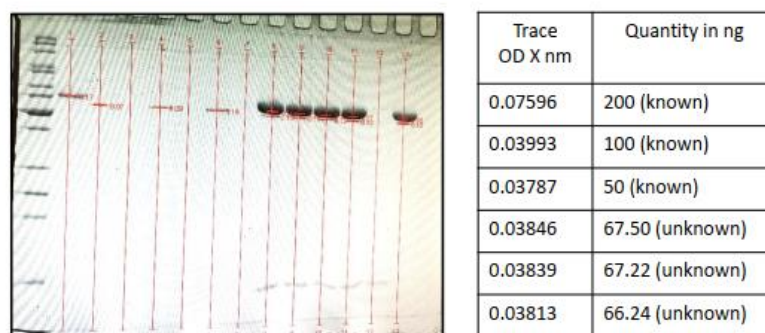 Trace Quantity in ng
OD X nm
0.07596 200 (known)
0.03993 100 (known)
0.03787 50 (known)
0.03846 67.50 (unknown)
0.03839 67.22 (unknown)
0.03813 66.24 (unknown)